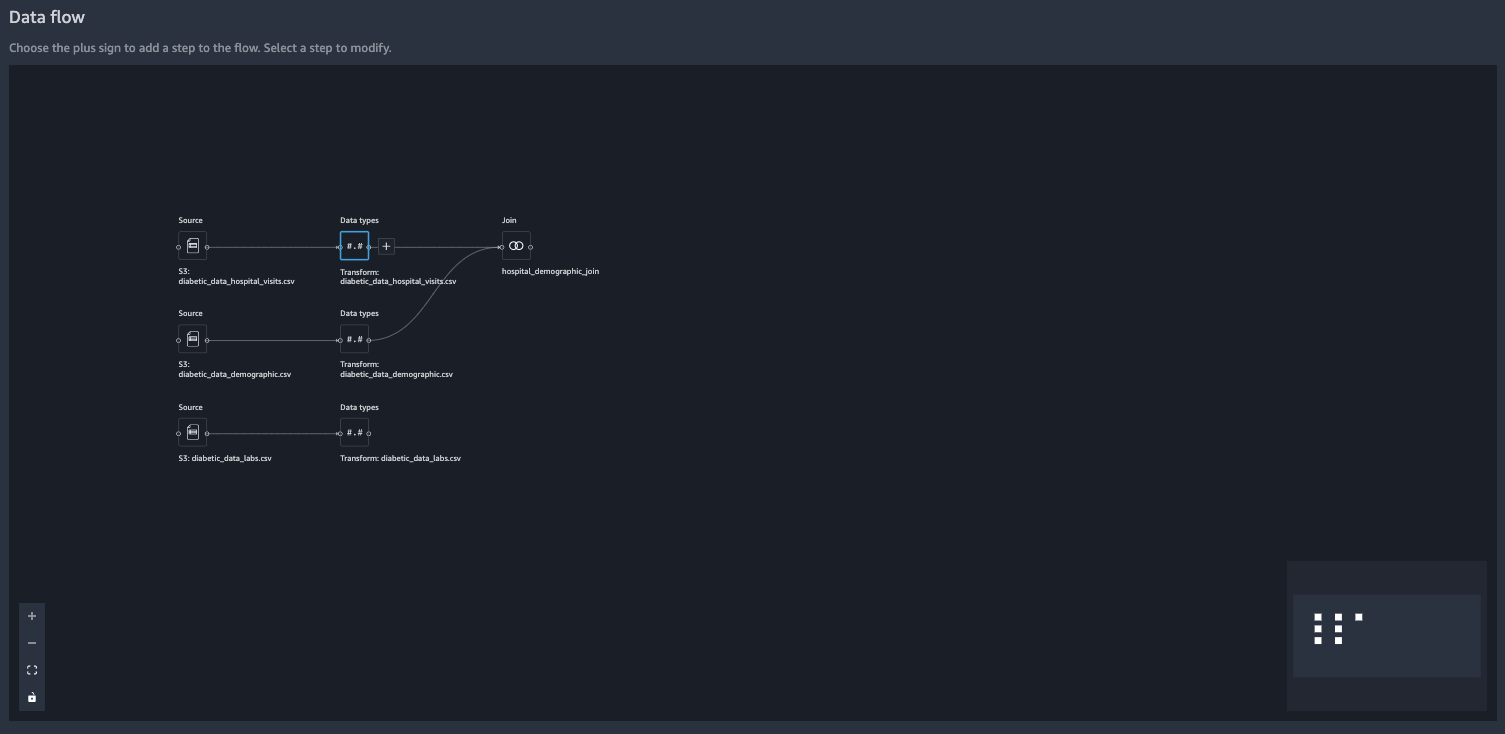 Data flow
Choose the plus sign to add a step to the flow. Select a step to modify.
Source
Data types
Join
#.#
S3:
diabetic_data_hospital_visits.csv
Transform:
diabetic_data_hospital_visits.csv
hospital_demographic_join
Source
Data types
#.#
S3:
diabetic_data_demographic.csv
Transform:
diabetic_data_demographic.csv
Source
Data types
#.#
S3: diabetic_data_labs.csv
Transform: diabetic_data_labs.csv